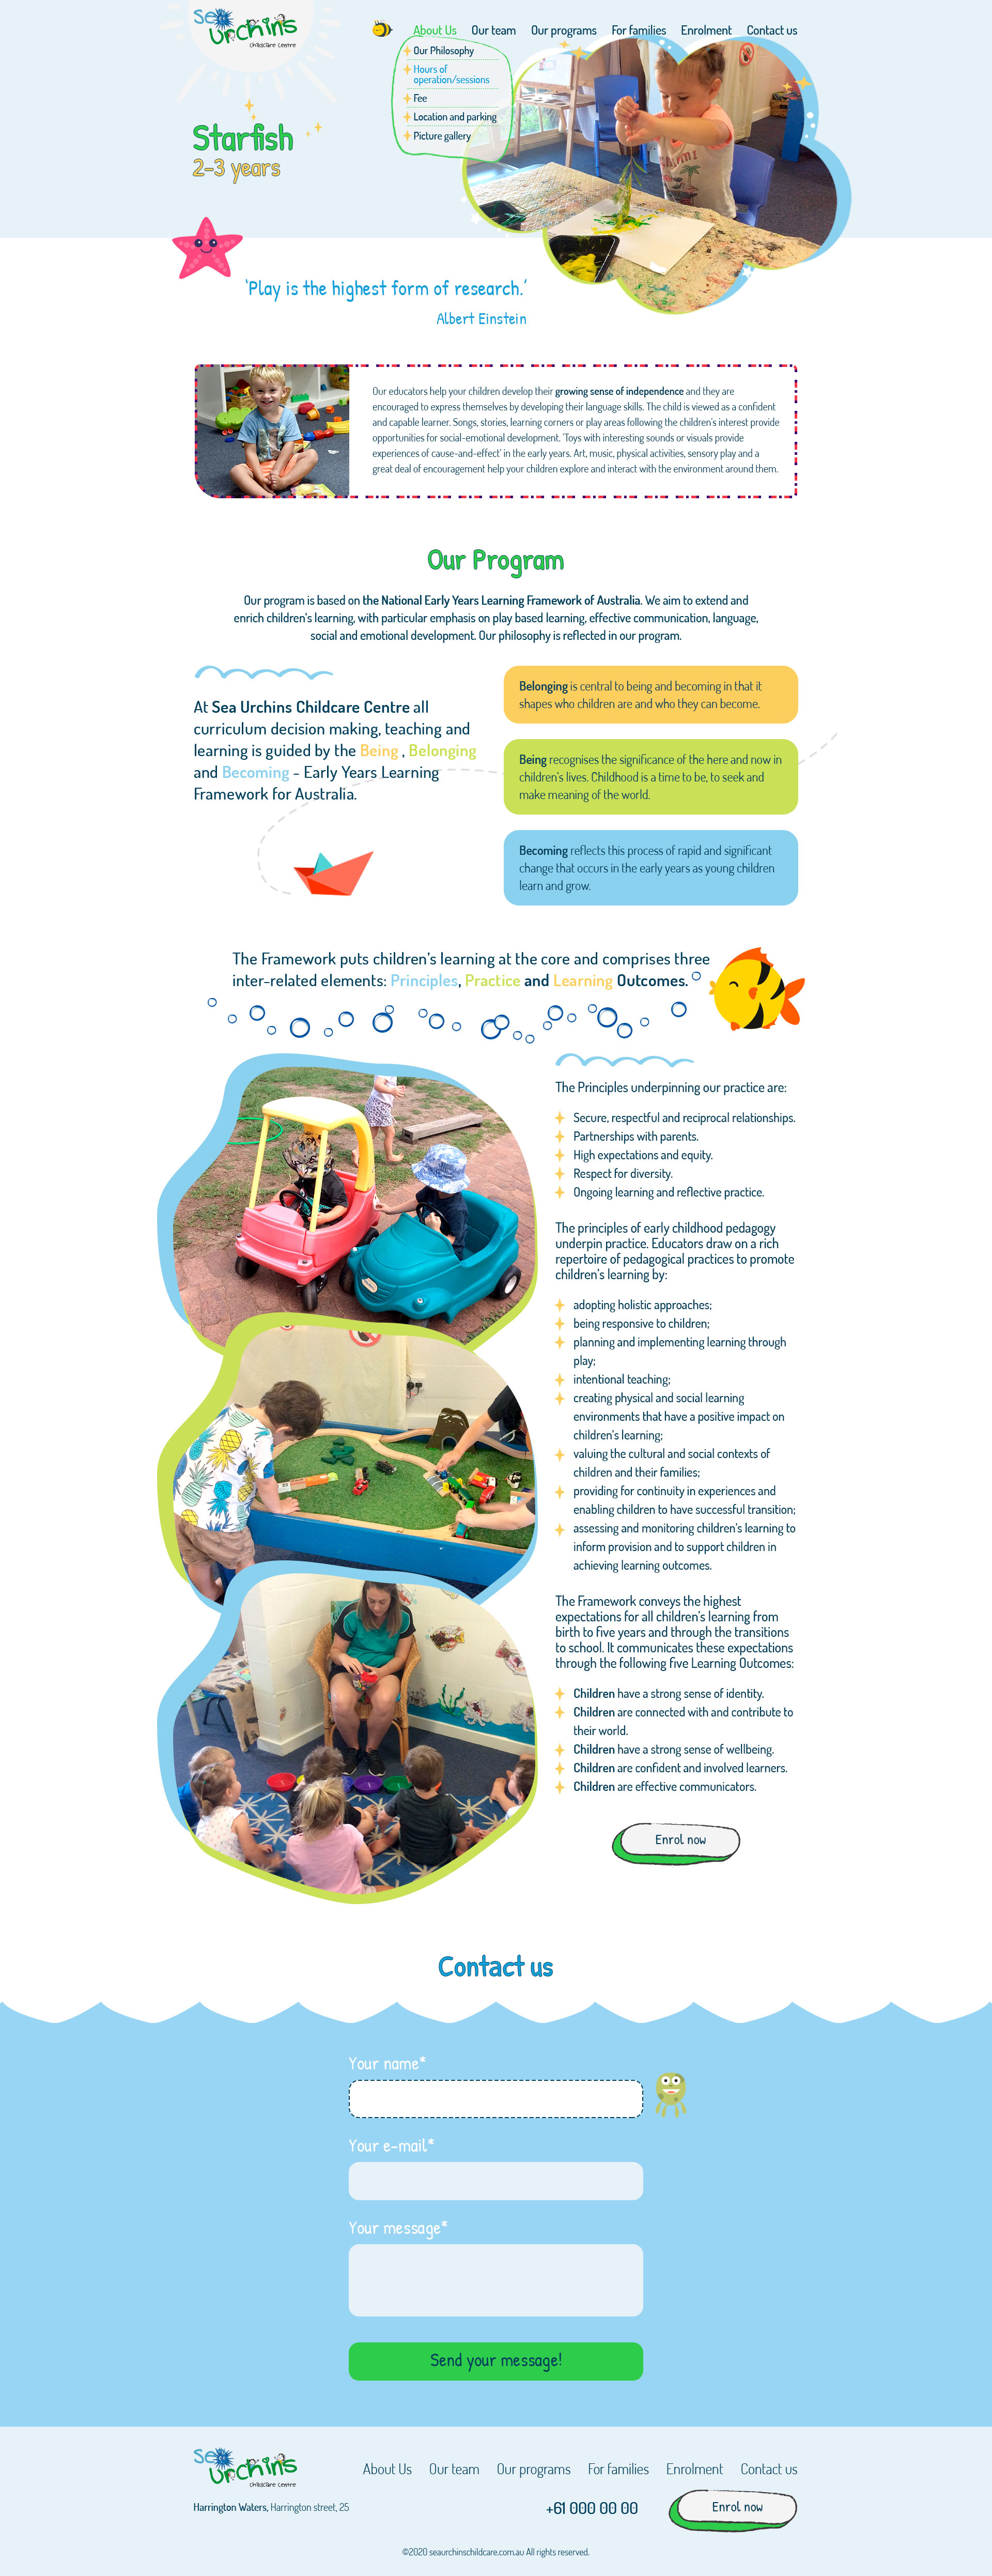 Sea
Urchins
Childcare Centre
About Us
Our team
Our programs
For families
Enrolment
Contact us
Our Philosophy
Hours of
operation/sessions
Fee
Location and parking
Picture gallery
Starfish
2-3 years
'Play is the highest form of research.'
Albert Einstein
Our educators help your children develop their growing sense of independence and they are
encouraged to express themselves by developing their language skills. The child is viewed as a confident
and capable learner. Songs, stories, learning corners or play areas following the children's interest provide
opportunities for social-emotional development. 'Toys with interesting sounds or visuals provide
experiences of cause-and-effect' in the early years. Art, music, physical activities, sensory play and a
great deal of encouragement help your children explore and interact with the environment around them.
Our Program
Our program is based on the National Early Years Learning Framework of Australia. We aim to extend and
enrich children's learning, with particular emphasis on play based learning, effective communication, language,
social and emotional development. Our philosophy is reflected in our program.
At Sea Urchins Childcare Centre all
curriculum decision making, teaching and
learning is guided by the Being , Belonging
and Becoming - Early Years Learning
Framework for Australia.
Belonging is central to being and becoming in that it
shapes who children are and who they can become.
Being recognises the significance of the here and now in
children's lives. Childhood is a time to be, to seek and
make meaning of the world.
Becoming reflects this process of rapid and significant
change that occurs in the early years as young children
learn and grow.
The Framework puts children's learning at the core and comprises three
inter-related elements: Principles, Practice and Learning Outcomes.
The Principles underpinning our practice are:
Secure, respectful and reciprocal relationships.
Partnerships with parents.
High expectations and equity.
Respect for diversity.
Ongoing learning and reflective practice.
The principles of early childhood pedagogy
underpin practice. Educators draw on a rich
repertoire of pedagogical practices to promote
children's learning by:
adopting holistic approaches;
being responsive to children;
planning and implementing learning through
play;
intentional teaching;
creating physical and social learning
environments that have a positive impact on
children's learning;
valuing the cultural and social contexts of
children and their families;
providing for continuity in experiences and
enabling children to have successful transition;
assessing and monitoring children's learning to
inform provision and to support children in
achieving learning outcomes.
The Framework conveys the highest
expectations for all children's learning from
birth to five years and through the transitions
to school. It communicates these expectations
through the following five Learning Outcomes:
Children have a strong sense of identity.
Children are connected with and contribute to
their world.
Children have a strong sense of wellbeing.
Children are confident and involved learners.
Children are effective communicators.
Enrol now
Contact us
Your name*
Your e-mail*
Your message*
Send your message!
Sea
Urchins
Childcare Centre
About Us
Our team
Our programs
For families
Enrolment
Contact us
Harrington Waters, Harrington street, 25
+61 000 00 00
Enrol now
©2020 seaurchinschildcare.com.au All rights reserved.